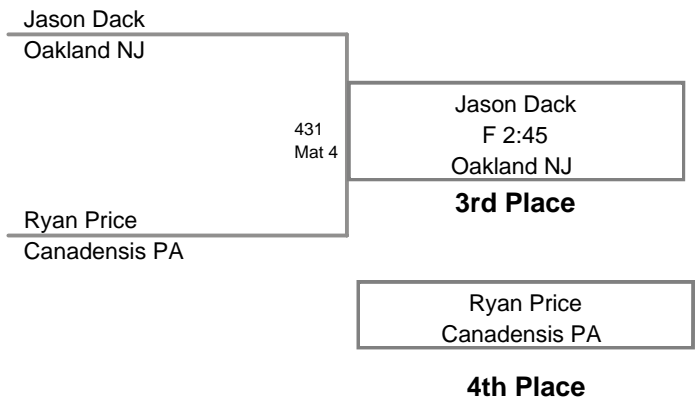 Jason Dack
Oakland NJ
431
Mat 4
Jason Dack
F 2:45
Oakland NJ
3rd Place
Ryan Price
Canadensis PA
Ryan Price
Canadensis PA
4th Place